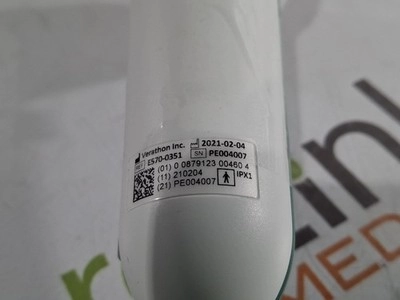 Verathon Inc.
2021-02-04
REF E570-0351
SN PE004007
(01) 0 0879123 00460 4
(11) 210204
(21) PE004007
IPX1
MED